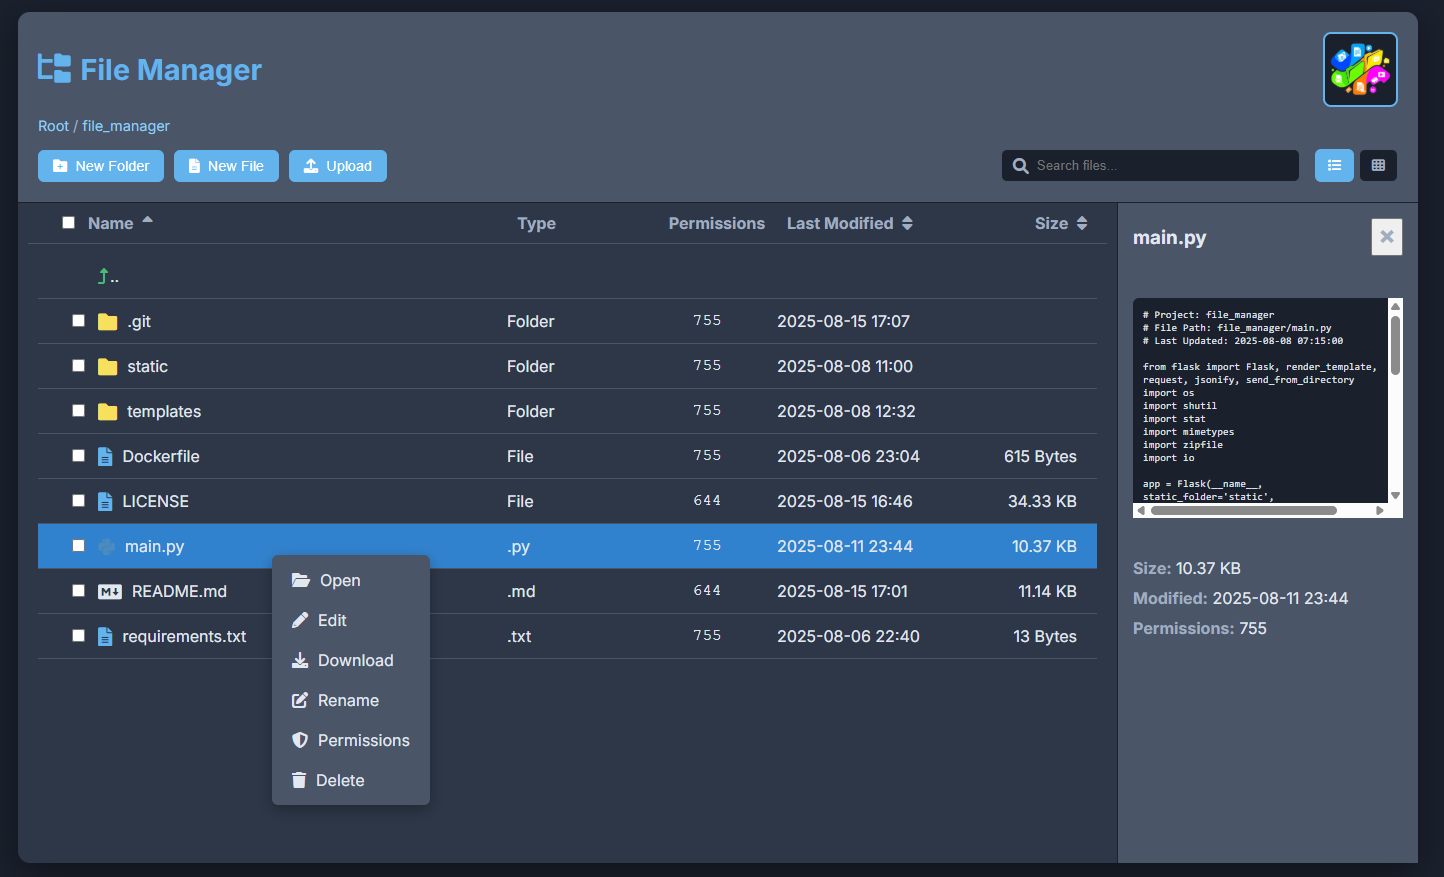 File Manager
Root / file_manager
New Folder New File Upload Search files...
Name Type Permissions Last Modified Size
..
.git Folder 755 2025-08-15 17:07
static Folder 755 2025-08-08 11:00
templates Folder 755 2025-08-08 12:32
Dockerfile File 755 2025-08-06 23:04 615 Bytes
LICENSE File 644 2025-08-15 16:46 34.33 KB
main.py .py 755 2025-08-11 23:44 10.37 KB
README.md .md 644 2025-08-15 17:01 11.14 KB
requirements.txt .txt 755 2025-08-06 22:40 13 Bytes
Open
Edit
Download
Rename
Permissions
Delete
main.py
# Project: file_manager
# File Path: file_manager/main.py
# Last Updated: 2025-08-08 07:15:00
from flask import Flask, render_template,
request, jsonify, send_from_directory
import os
import shutil
import stat
import mimetypes
import zipfile
import io
app = Flask(__name__,
static_folder='static',
Size: 10.37 KB
Modified: 2025-08-11 23:44
Permissions: 755